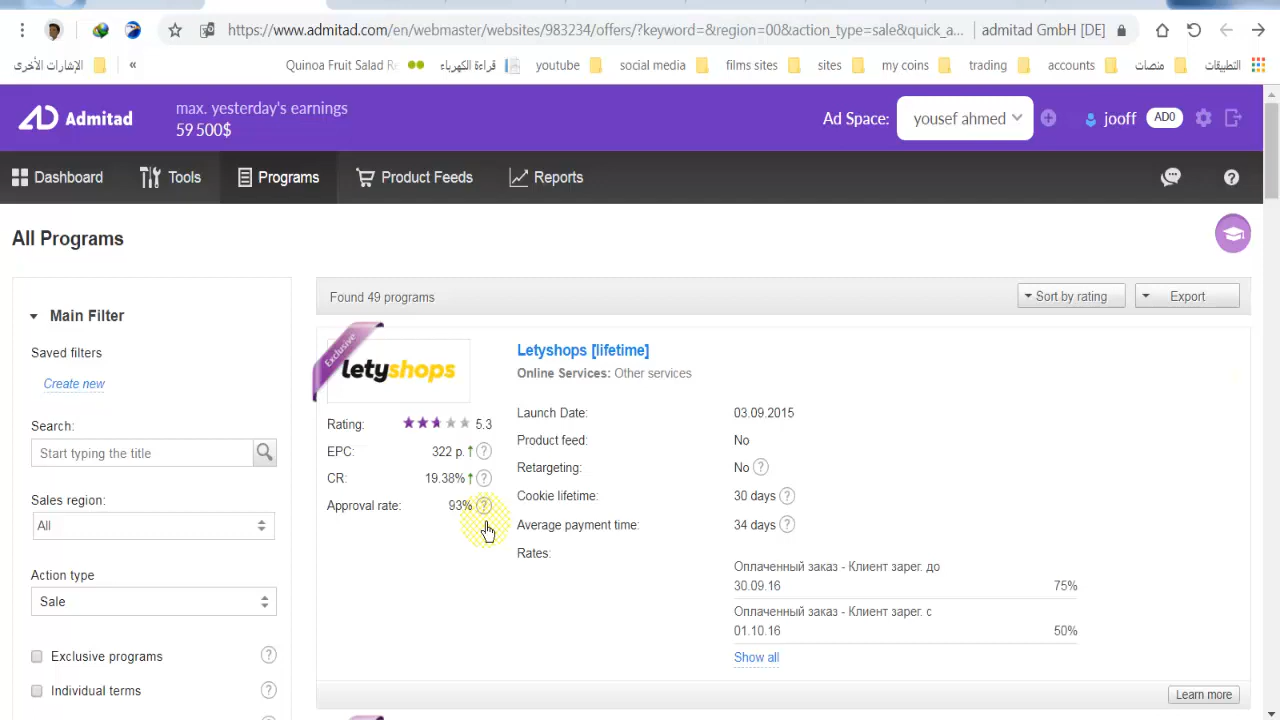 https://www.admitad.com/en/webmaster/websites/983234/offers/?keyword=&region=00&action_type=sale&quick_a...
admitad GmbH [DE]
الإشارات الأخرى
«
Quinoa Fruit Salad Re
قراءة الكهرباء
youtube
social media
films sites
sites
my coins
trading
accounts
منصات
التطبيقات
Admitad
max. yesterday's earnings
59 500$
Ad Space:
yousef ahmed
jooff
AD0
Dashboard
Tools
Programs
Product Feeds
Reports
All Programs
Main Filter
Saved filters
Create new
Search:
Start typing the title
Sales region:
All
Action type
Sale
Exclusive programs
Individual terms
Found 49 programs
Sort by rating
Export
Exclusive
letyshops
Rating: 5.3
EPC: 322 р.
CR: 19.38%
Approval rate: 93%
Letyshops [lifetime]
Online Services: Other services
Launch Date: 03.09.2015
Product feed: No
Retargeting: No
Cookie lifetime: 30 days
Average payment time: 34 days
Rates:
Оплаченный заказ - Клиент зарег. до
30.09.16 75%
Оплаченный заказ - Клиент зарег. с
01.10.16 50%
Show all
Learn more